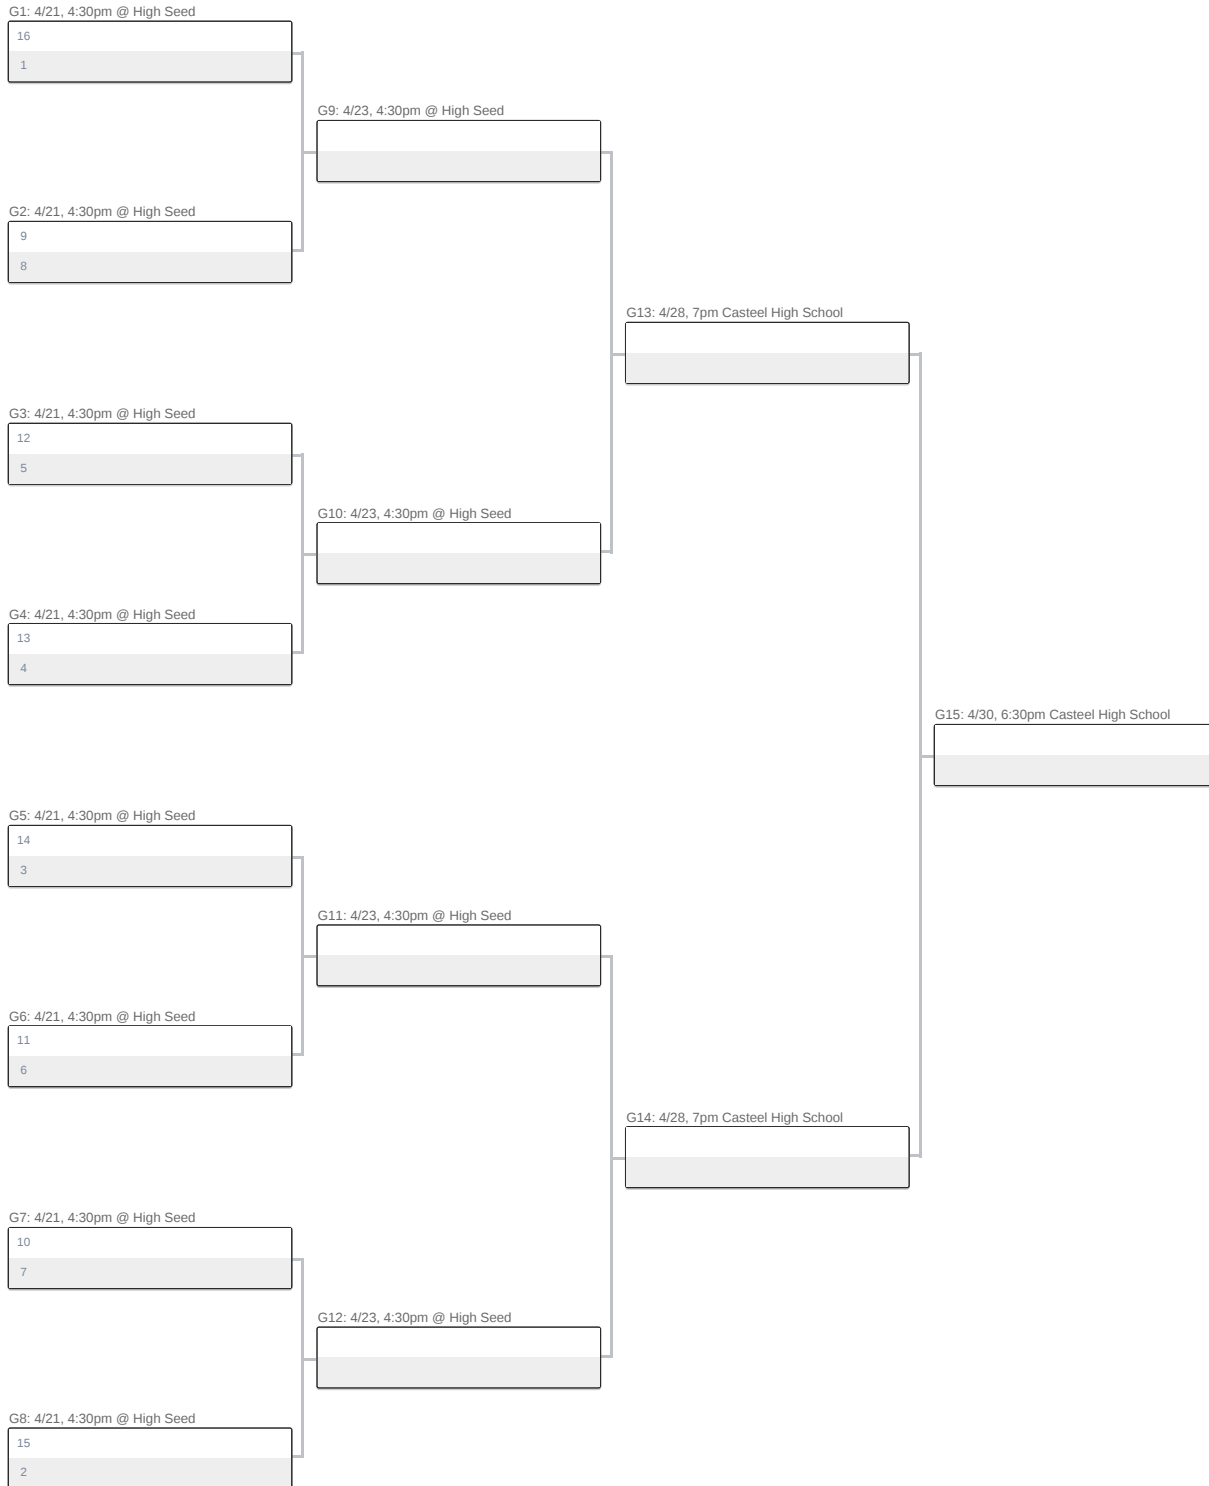 G1: 4/21, 4:30pm @ High Seed
16
1
G9: 4/23, 4:30pm @ High Seed
G2: 4/21, 4:30pm @ High Seed
9
8
G13: 4/28, 7pm Casteel High School
G3: 4/21, 4:30pm @ High Seed
12
5
G10: 4/23, 4:30pm @ High Seed
G4: 4/21, 4:30pm @ High Seed
13
4
G15: 4/30, 6:30pm Casteel High School
G5: 4/21, 4:30pm @ High Seed
14
3
G11: 4/23, 4:30pm @ High Seed
G6: 4/21, 4:30pm @ High Seed
11
6
G14: 4/28, 7pm Casteel High School
G7: 4/21, 4:30pm @ High Seed
10
7
G12: 4/23, 4:30pm @ High Seed
G8: 4/21, 4:30pm @ High Seed
15
2